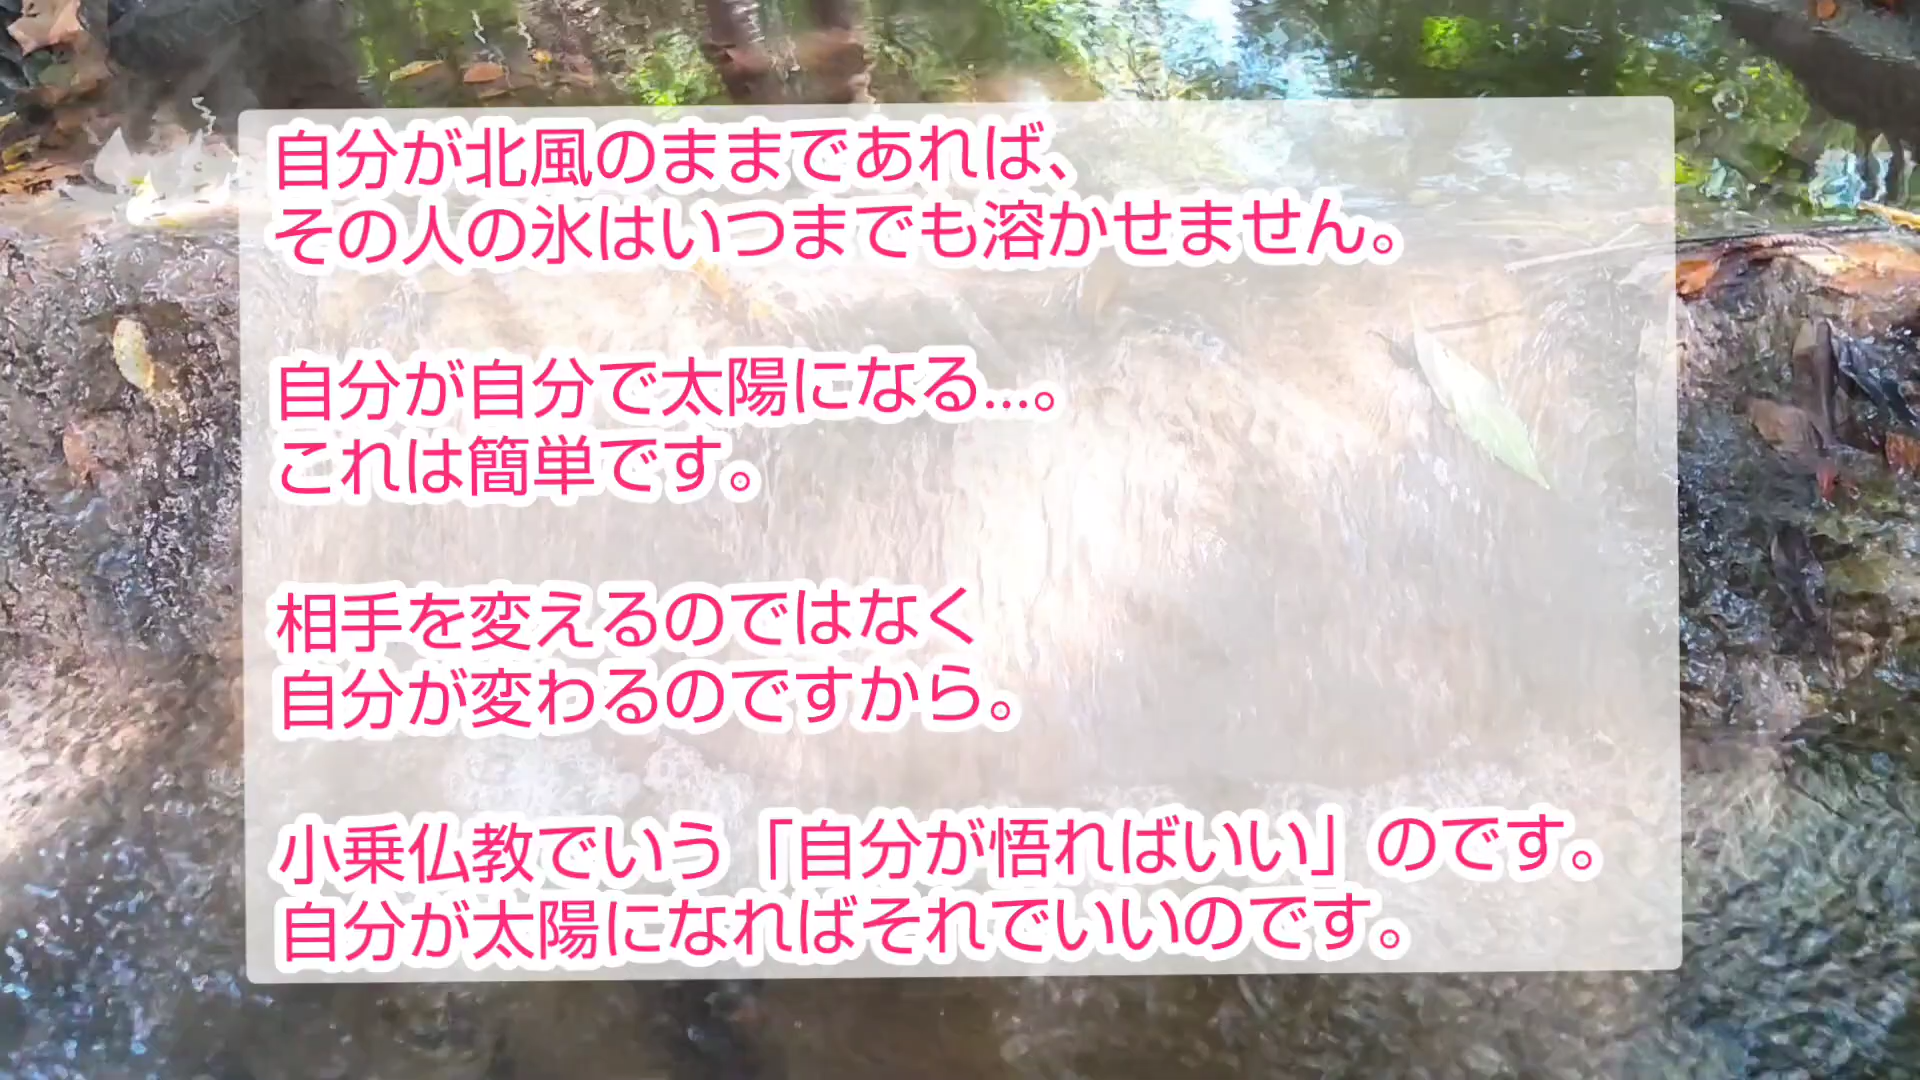 自分が北風のままであれば、
その人の氷はいつまでも溶かせません。
自分が自分で太陽になる…。
これは簡単です。
相手を変えるのではなく
自分が変わるのですから。
小乗仏教でいう「自分が悟ればいい」のです。
自分が太陽になればそれでいいのです。